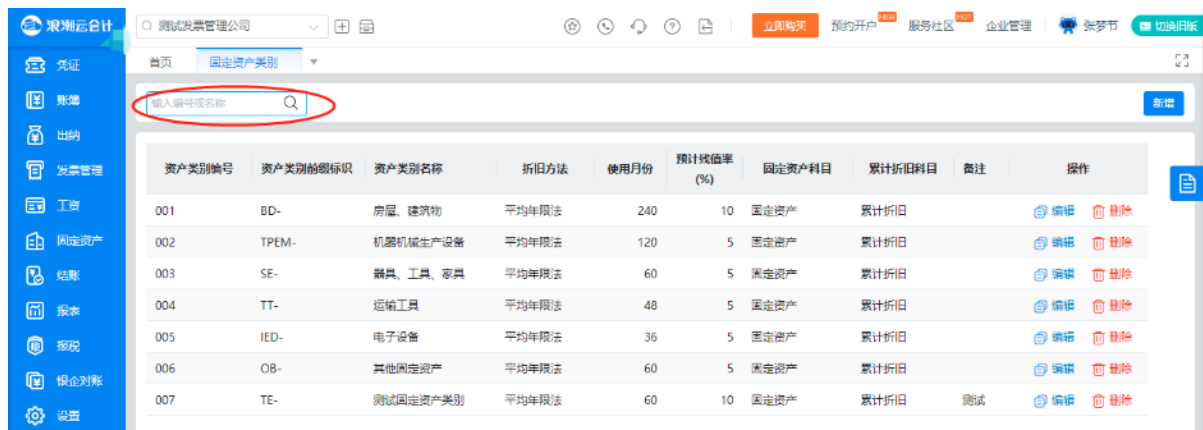 浪潮云会计
测试发票管理公司
立即购买
预约开户
NEW
服务社区
HOT
企业管理
张梦节
切换旧版
凭证
账簿
出纳
发票管理
工资
固定资产
结账
报表
报税
银企对账
设置
首页 固定资产类别
输入编号或名称
新增
资产类别编号 资产类别前缀标识 资产类别名称 折旧方法 使用月份 预计残值率(%) 固定资产科目 累计折旧科目 备注 操作
001 BD- 房屋、建筑物 平均年限法 240 10 固定资产 累计折旧 编辑 删除
002 TPEM- 机器机械生产设备 平均年限法 120 5 固定资产 累计折旧 编辑 删除
003 SE- 器具、工具、家具 平均年限法 60 5 固定资产 累计折旧 编辑 删除
004 TT- 运输工具 平均年限法 48 5 固定资产 累计折旧 编辑 删除
005 IED- 电子设备 平均年限法 36 5 固定资产 累计折旧 编辑 删除
006 OB- 其他固定资产 平均年限法 60 5 固定资产 累计折旧 编辑 删除
007 TE- 测试固定资产类别 平均年限法 60 10 固定资产 累计折旧 测试 编辑 删除